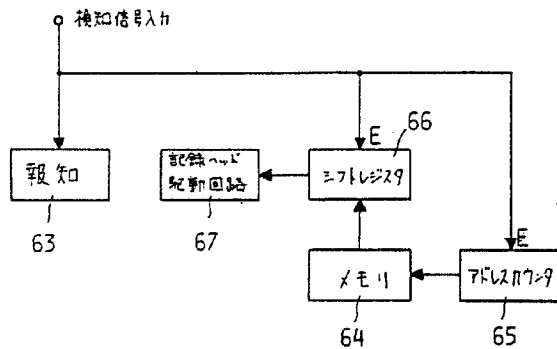 検知信号入力
E
66
報知
記録ヘッド
駆動回路
シフトレジスタ
63
67
E
メモリ
アドレスカウンタ
64
65